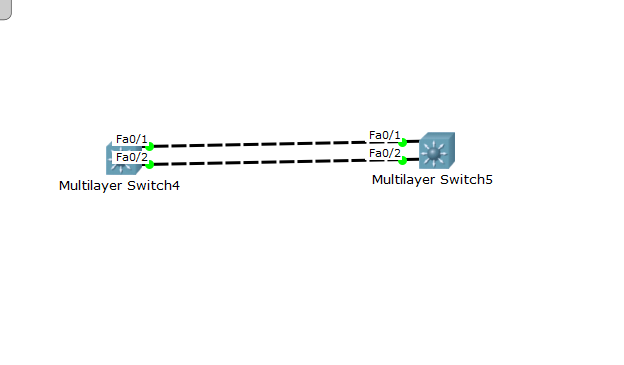 Fa0/1
Fa0/2
Multilayer Switch4
Fa0/1
Fa0/2
Multilayer Switch5